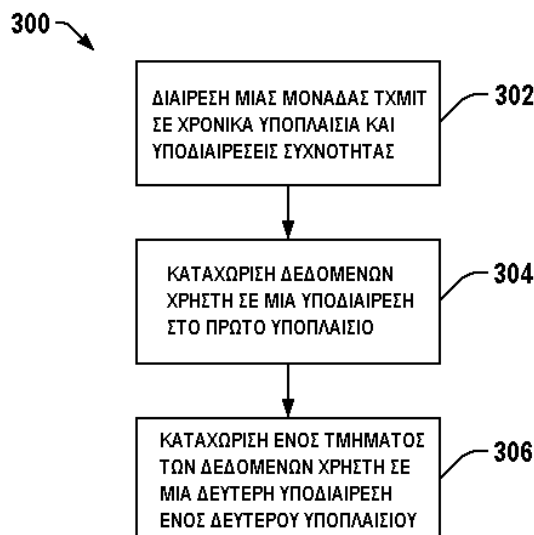 300
ΔΙΑΙΡΕΣΗ ΜΙΑΣ ΜΟΝΑΔΑΣ ΤΧΜΙΤ
ΣΕ ΧΡΟΝΙΚΑ ΥΠΟΠΛΑΙΣΙΑ ΚΑΙ
ΥΠΟΔΙΑΙΡΕΣΕΙΣ ΣΥΧΝΟΤΗΤΑΣ
302
ΚΑΤΑΧΩΡΙΣΗ ΔΕΔΟΜΕΝΩΝ
ΧΡΗΣΤΗ ΣΕ ΜΙΑ ΥΠΟΔΙΑΙΡΕΣΗ
ΣΤΟ ΠΡΩΤΟ ΥΠΟΠΛΑΙΣΙΟ
304
ΚΑΤΑΧΩΡΙΣΗ ΕΝΟΣ ΤΜΗΜΑΤΟΣ
ΤΩΝ ΔΕΔΟΜΕΝΩΝ ΧΡΗΣΤΗ ΣΕ
ΜΙΑ ΔΕΥΤΕΡΗ ΥΠΟΔΙΑΙΡΕΣΗ
ΕΝΟΣ ΔΕΥΤΕΡΟΥ ΥΠΟΠΛΑΙΣΙΟΥ
306